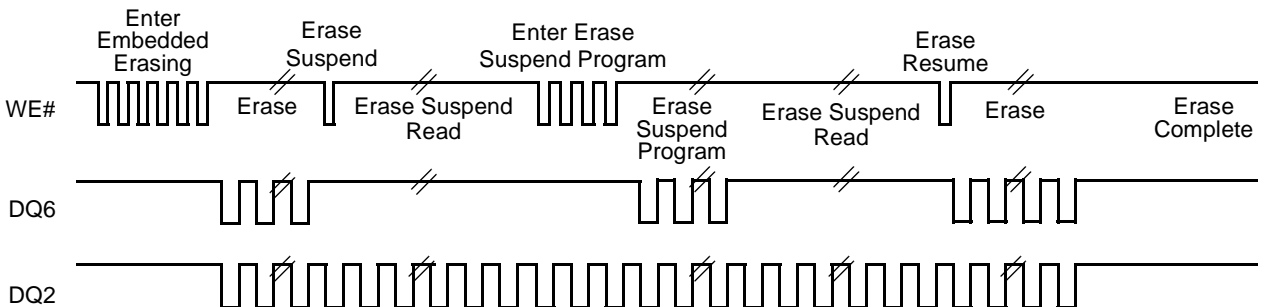 Enter
Embedded
Erasing
Erase
Suspend
Enter Erase
Suspend Program
Erase
Resume
WE#
Erase
Erase Suspend
Read
Erase
Suspend
Program
Erase Suspend
Read
Erase
Erase
Complete
DQ6
DQ2